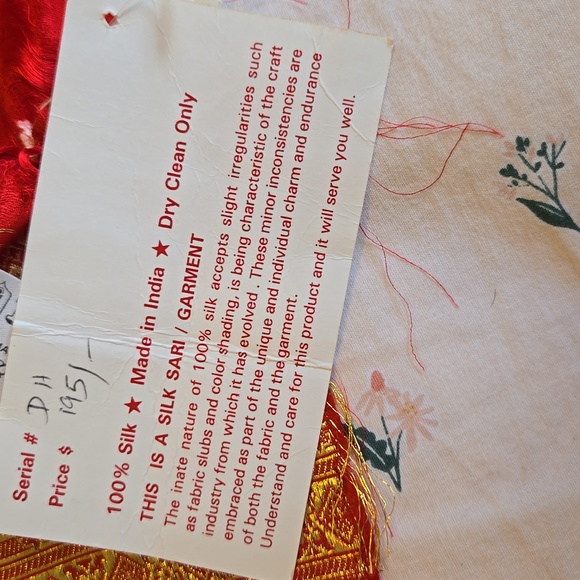 Serial # DH
Price $ 195/-
100% Silk ★ Made in India ★ Dry Clean Only
THIS IS A SILK SARI / GARMENT
The inate nature of 100% silk accepts slight irregularities such
as fabric slubs and color shading, is being characteristic of the craft
industry from which it has evolved . These minor inconsistencies are
embraced as part of the unique and individual charm and endurance
of both the fabric and the garment.
Understand and care for this product and it will serve you well.